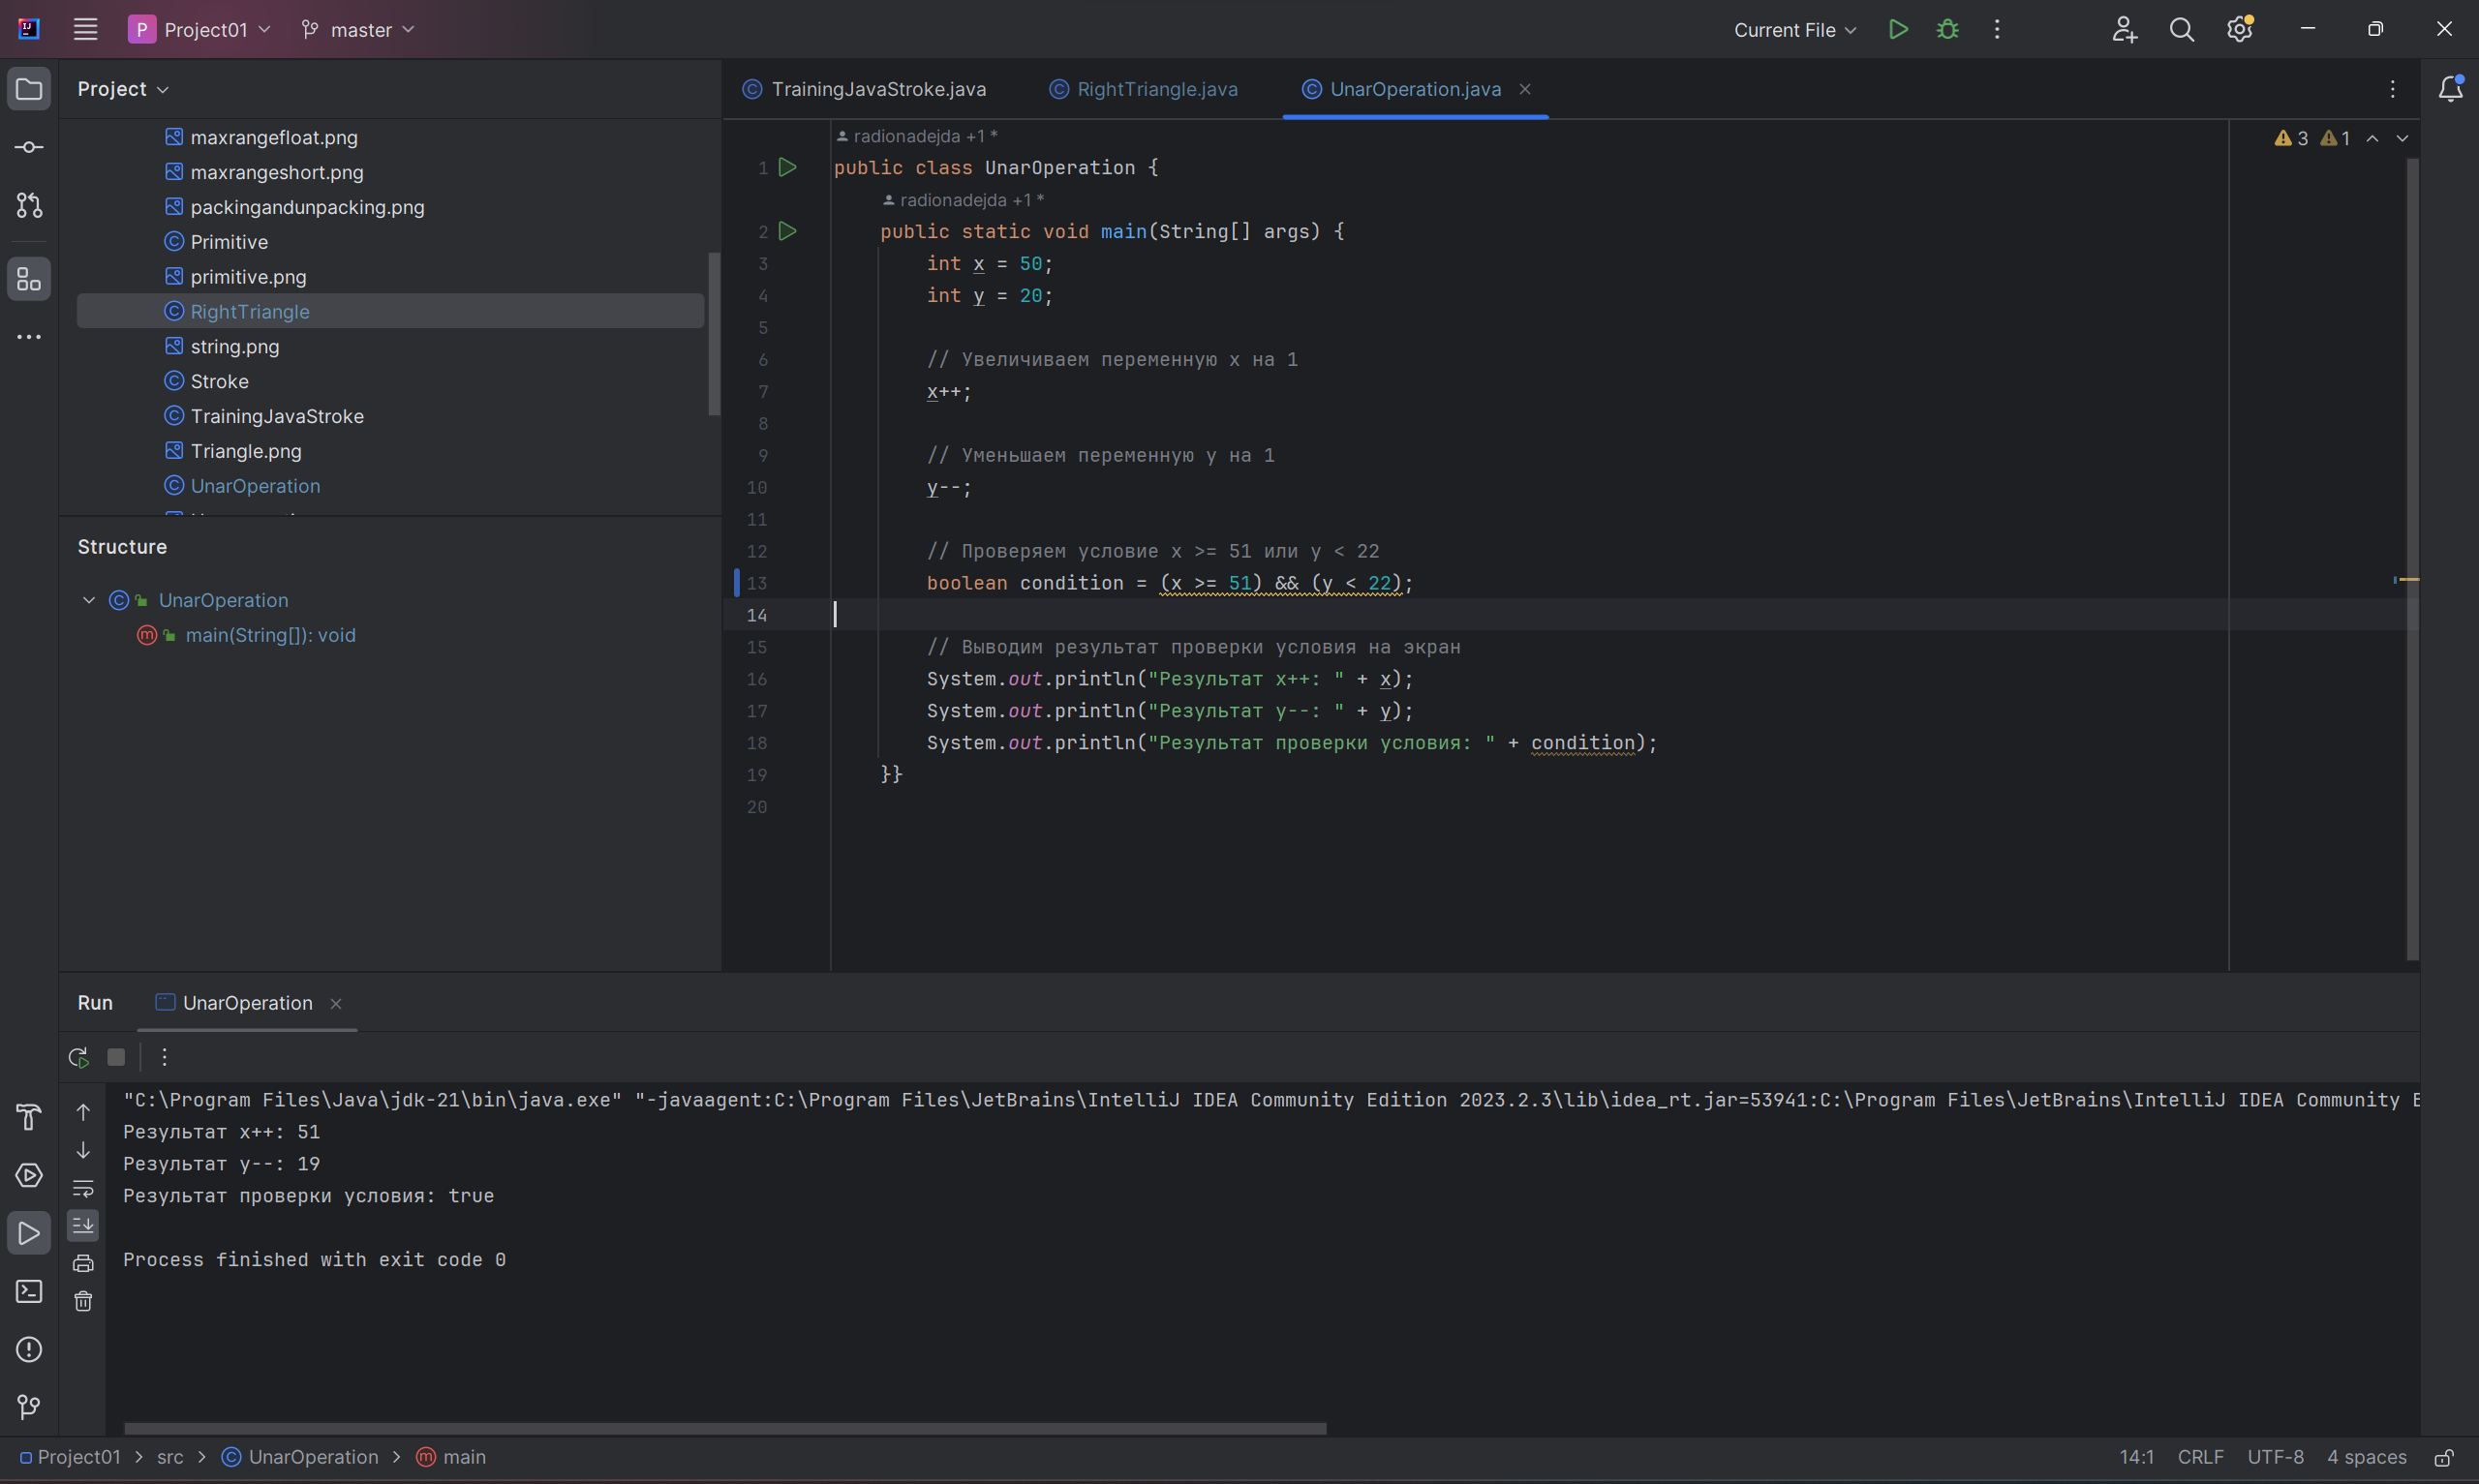 P Project01 master Current File
Project
maxrangefloat.png
maxrangeshort.png
packingandunpacking.png
Primitive
primitive.png
RightTriangle
string.png
Stroke
TrainingJavaStroke
Triangle.png
UnarOperation
Structure
UnarOperation
main(String[]): void
TrainingJavaStroke.java RightTriangle.java UnarOperation.java
radionadejda +1 *
3 1
1 public class UnarOperation {
radionadejda +1 *
2 public static void main(String[] args) {
3 int x = 50;
4 int y = 20;
5
6 // Увеличиваем переменную x на 1
7 x++;
8
9 // Уменьшаем переменную y на 1
10 y--;
11
12 // Проверяем условие x >= 51 или y < 22
13 boolean condition = (x >= 51) && (y < 22);
14
15 // Выводим результат проверки условия на экран
16 System.out.println("Результат x++: " + x);
17 System.out.println("Результат y--: " + y);
18 System.out.println("Результат проверки условия: " + condition);
19 }}
20
Run UnarOperation
"C:\Program Files\Java\jdk-21\bin\java.exe" "-javaagent:C:\Program Files\JetBrains\IntelliJ IDEA Community Edition 2023.2.3\lib\idea_rt.jar=53941:C:\Program Files\JetBrains\IntelliJ IDEA Community
Результат x++: 51
Результат y--: 19
Результат проверки условия: true
Process finished with exit code 0
Project01 > src > UnarOperation > main 14:1 CRLF UTF-8 4 spaces